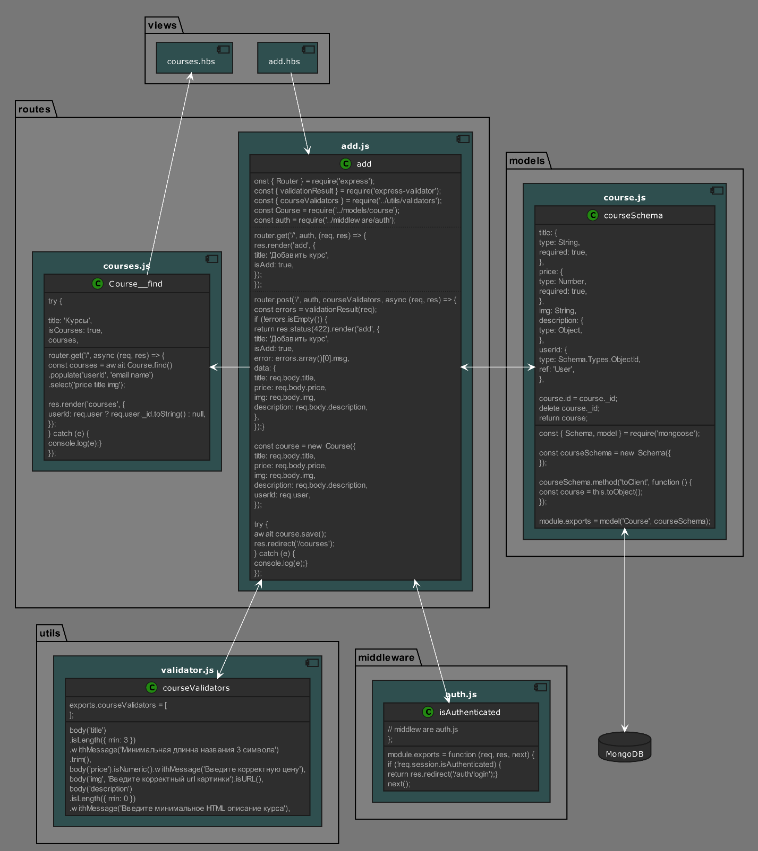 views
courses.hbs
add.hbs
routes
add.js
C add
onst { Router } = require('express');
const { validationResult } = require('express-validator');
const { courseValidators } = require('../utils/validators');
const Course = require('../models/course');
const auth = require('../middleware/auth');
router.get('/', auth, (req, res) => {
res.render('add', {
title: 'Добавить курс',
isAdd: true,
});
});
router.post('/', auth, courseValidators, async (req, res) => {
const errors = validationResult(req);
if (!errors.isEmpty()) {
return res.status(422).render('add', {
title: 'Добавить курс',
isAdd: true,
error: errors.array()[0].msg,
data: {
title: req.body.title,
price: req.body.price,
img: req.body.img,
description: req.body.description,
},
});}
const course = new Course({
title: req.body.title,
price: req.body.price,
img: req.body.img,
description: req.body.description,
userId: req.user,
});
try {
await course.save();
res.redirect('/courses');
} catch (e) {
console.log(e);}
});
courses.js
C Course__find
try {
title: 'Курсы',
isCourses: true,
courses,
router.get('/', async (req, res) => {
const courses = await Course.find()
.populate('userId', 'email name')
.select('price title img');
res.render('courses', {
userId: req.user ? req.user._id.toString() : null,
});
} catch (e) {
console.log(e);}
});
models
course.js
C courseSchema
title: {
type: String,
required: true,
},
price: {
type: Number,
required: true,
},
img: String,
description: {
type: Object,
},
userId: {
type: Schema.Types.ObjectId,
ref: 'User',
},
course.id = course._id;
delete course._id;
return course;
const { Schema, model } = require('mongoose');
const courseSchema = new Schema({
});
courseSchema.method('toClient', function () {
const course = this.toObject();
});
module.exports = model('Course', courseSchema);
utils
validator.js
C courseValidators
exports.courseValidators = [
];
body('title')
.isLength({ min: 3 })
.withMessage('Минимальная длинна названия 3 символа')
.trim(),
body('price').isNumeric().withMessage('Введите корректную цену'),
body('img', 'Введите корректный url картинки').isURL(),
body('description')
.isLength({ min: 0 })
.withMessage('Введите минимальное HTML описание курса'),
middleware
auth.js
C isAuthenticated
// middleware auth.js
};
module.exports = function (req, res, next) {
if (!req.session.isAuthenticated) {
return res.redirect('/auth/login');}
next();
MongoDB